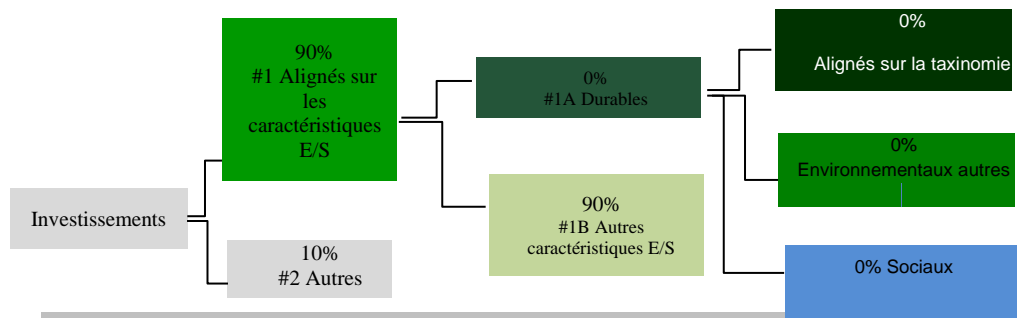 Investissements
90%
#1 Alignés sur
les
caractéristiques
E/S
10%
#2 Autres
0%
#1A Durables
90%
#1B Autres
caractéristiques E/S
0%
Alignés sur la taxinomie
0%
Environnementaux autres
0% Sociaux